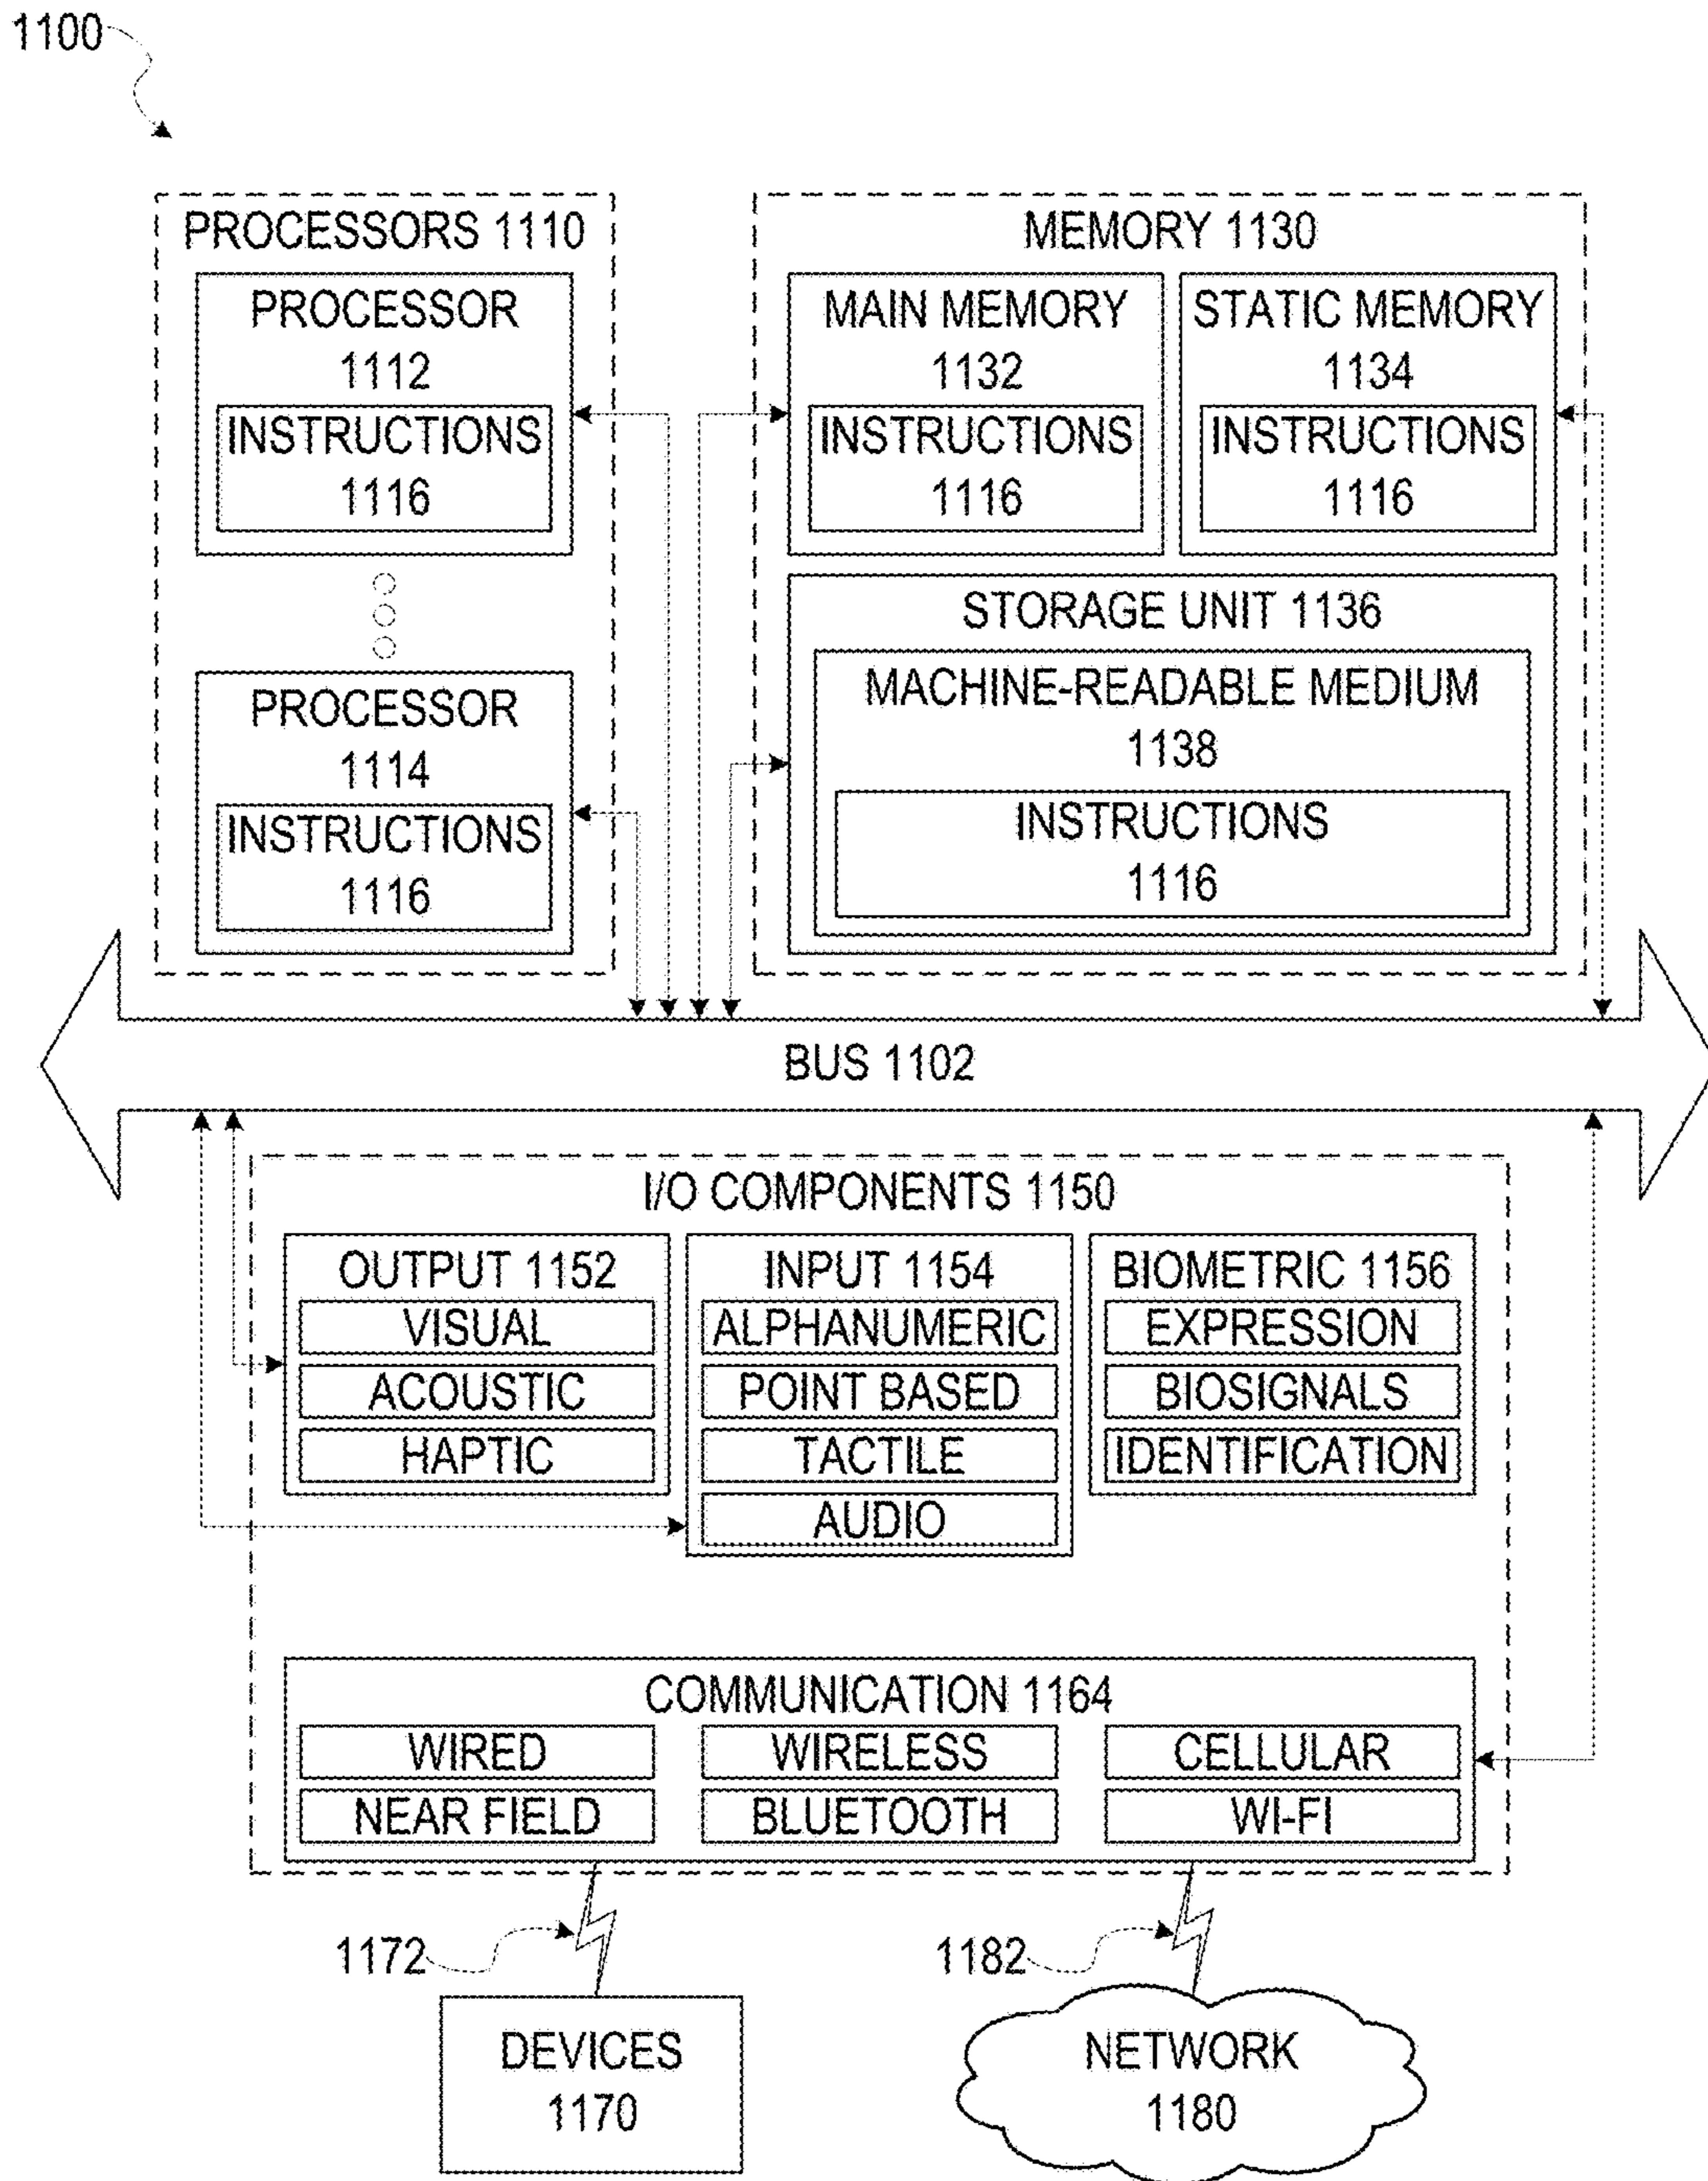 1100
PROCESSORS 1110
PROCESSOR
1112
INSTRUCTIONS
1116
PROCESSOR
1114
INSTRUCTIONS
1116
MEMORY 1130
MAIN MEMORY
1132
INSTRUCTIONS
1116
STATIC MEMORY
1134
INSTRUCTIONS
1116
STORAGE UNIT 1136
MACHINE-READABLE MEDIUM
1138
INSTRUCTIONS
1116
BUS 1102
I/O COMPONENTS 1150
OUTPUT 1152
VISUAL
ACOUSTIC
HAPTIC
INPUT 1154
ALPHANUMERIC
POINT BASED
TACTILE
AUDIO
BIOMETRIC 1156
EXPRESSION
BIOSIGNALS
IDENTIFICATION
COMMUNICATION 1164
WIRED
WIRELESS
CELLULAR
NEAR FIELD
BLUETOOTH
WI-FI
1172
1182
DEVICES
1170
NETWORK
1180